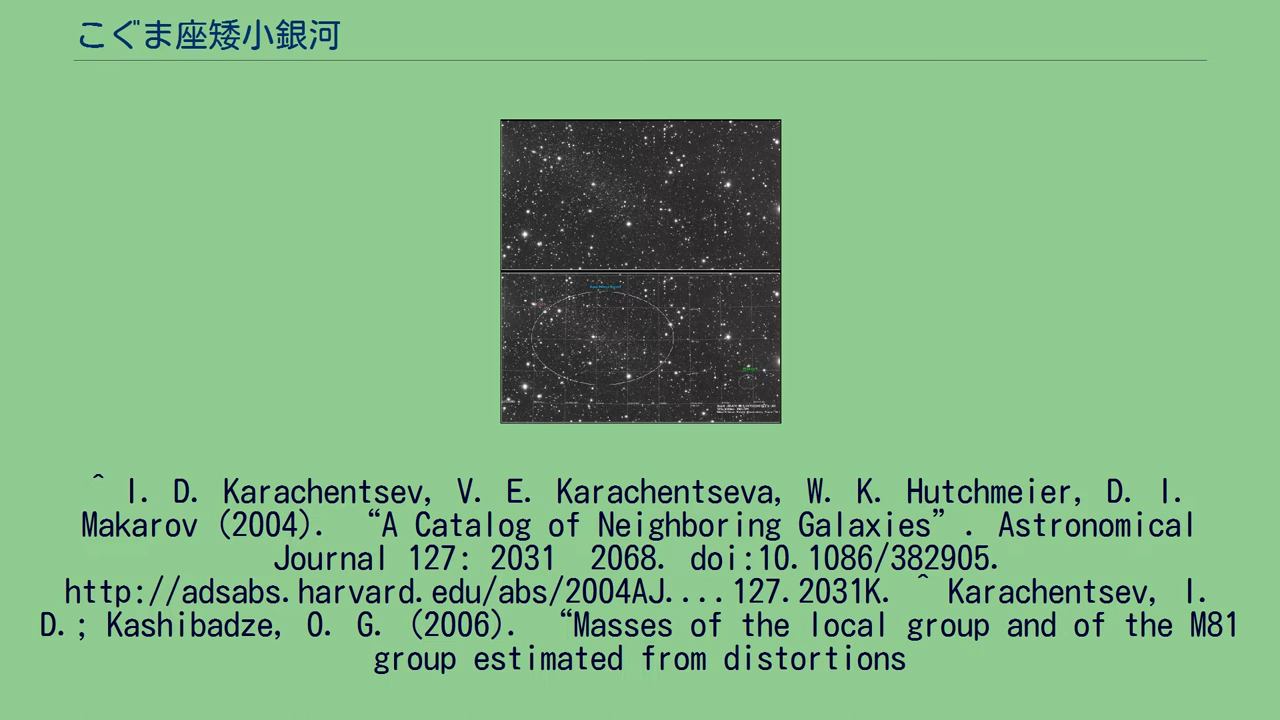 こぐま座矮小銀河
^ I. D. Karachentsev, V. E. Karachentseva, W. K. Hutchmeier, D. I.
Makarov (2004). “A Catalog of Neighboring Galaxies”. Astronomical
Journal 127: 2031 2068. doi:10.1086/382905.
http://adsabs.harvard.edu/abs/2004AJ....127.2031K. ^ Karachentsev, I.
D.; Kashibadze, O. G. (2006). “Masses of the local group and of the M81
group estimated from distortions